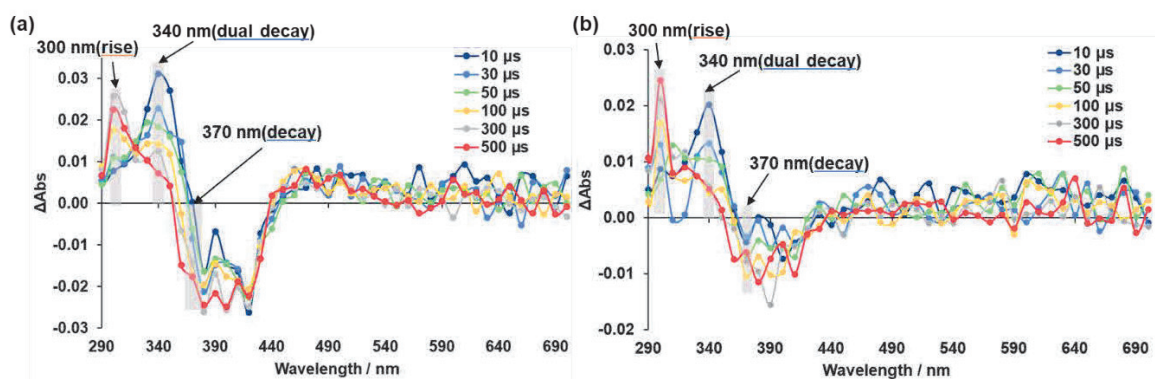 (a)
300 nm(rise)
340 nm(dual decay)
370 nm(decay)
10 µs
30 µs
50 µs
100 µs
300 µs
500 µs
0.03
0.02
0.01
0.00
-0.01
-0.02
-0.03
ΔAbs
290 340 390 440 490 540 590 640 690
Wavelength / nm
(b)
300 nm(rise)
340 nm(dual decay)
370 nm(decay)
10 µs
30 µs
50 µs
100 µs
300 µs
500 µs
0.03
0.02
0.01
0.00
-0.01
-0.02
ΔAbs
290 340 390 440 490 540 590 640 690
Wavelength / nm